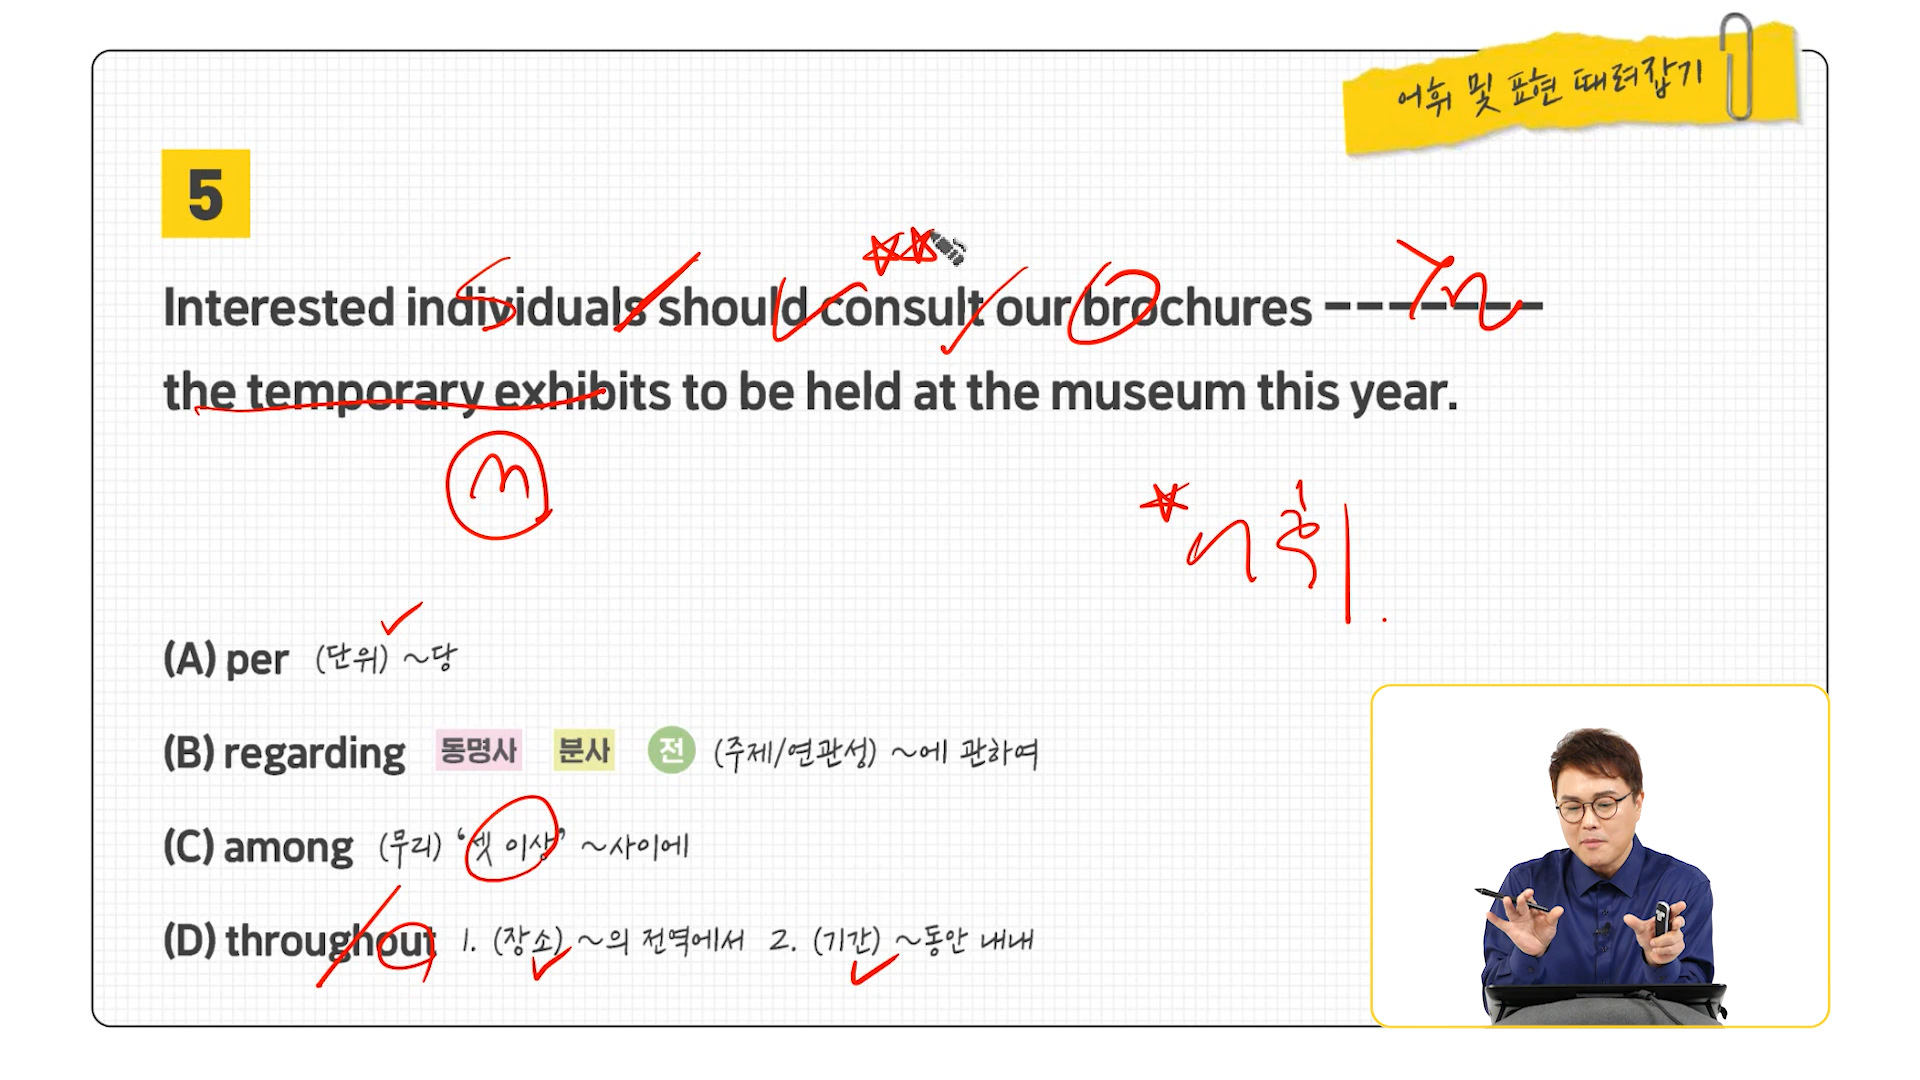 어휘 및 표현 때려잡기
5
Interested individuals should consult our brochures -------
전
the temporary exhibits to be held at the museum this year.
m
어휘.
(A) per (단위) ~당
(B) regarding 동명사 분사 전 (주제/연관성) ~에 관하여
(C) among (무리) '셋 이상' ~사이에
(D) throughout 1. (장소) ~의 전역에서 2. (기간) ~동안 내내